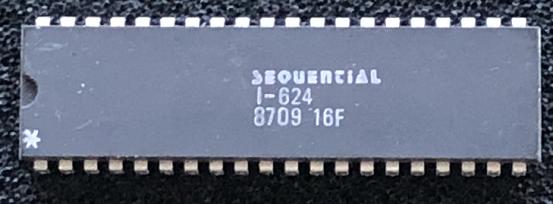 SEQUENTIAL
I-624
8709 16F
*